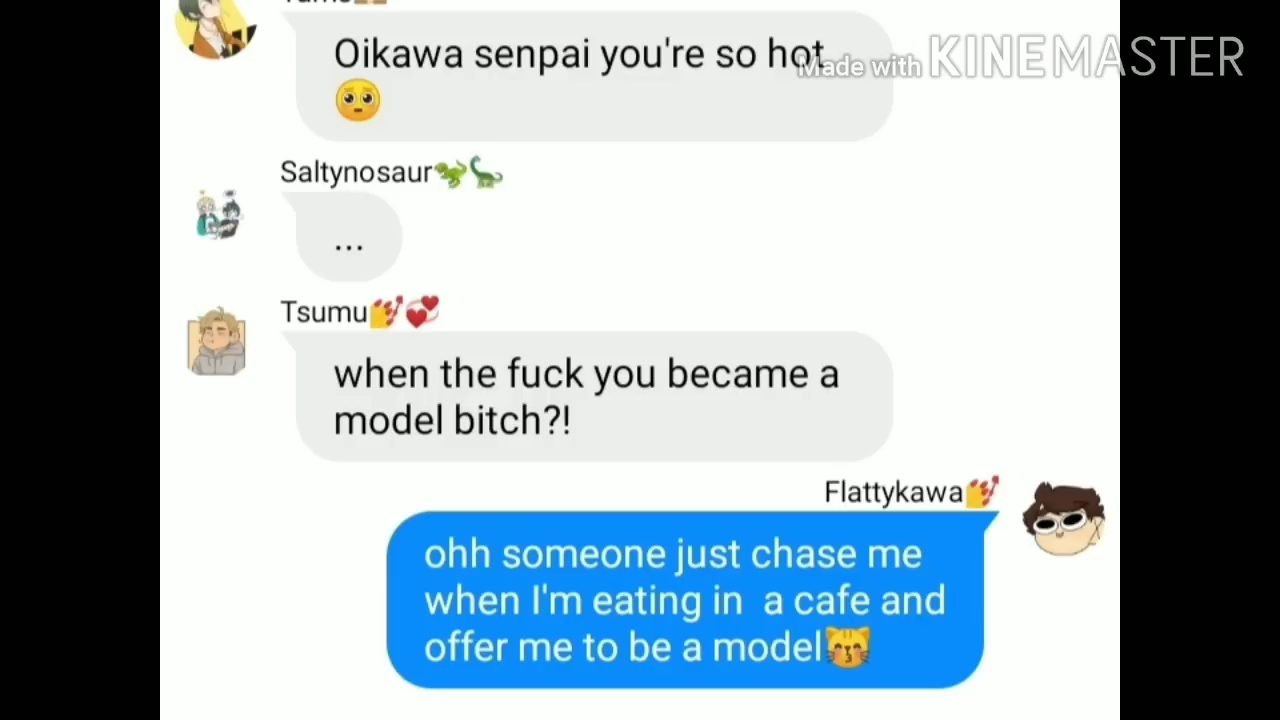 Oikawa senpai you're so hot
Made with KINEMASTER
🥺
Saltynosaur🦖🦕
...
Tsumu💅💞
when the fuck you became a
model bitch?!
Flattykawa💅
ohh someone just chase me
when I'm eating in  a cafe and
offer me to be a model😽